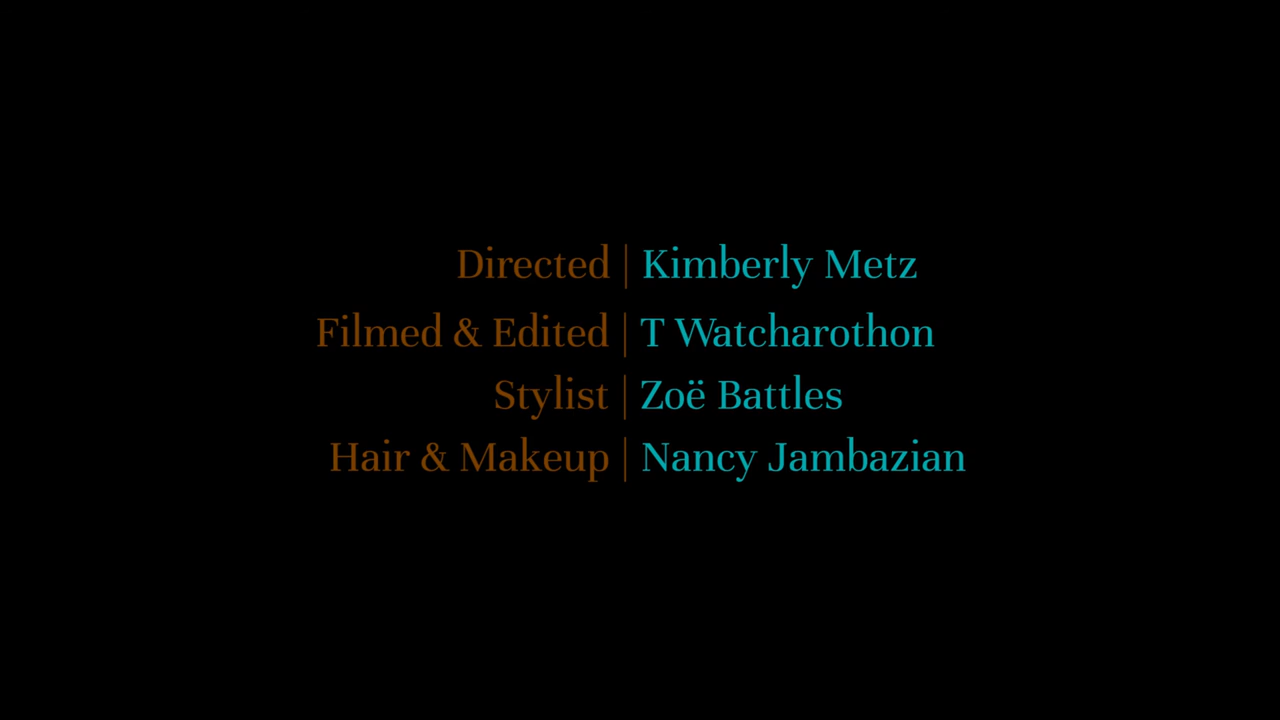 Directed | Kimberly Metz
Filmed & Edited | T Watcharothon
Stylist | Zoë Battles
Hair & Makeup | Nancy Jambazian